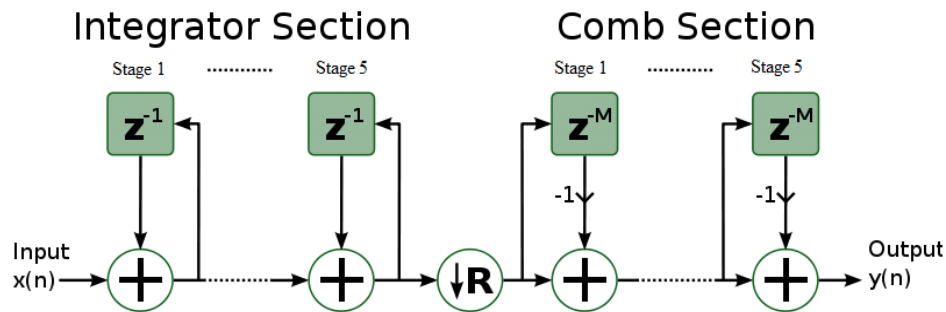 Integrator Section
Comb Section
Stage 1 ........... Stage 5
Stage 1 ........... Stage 5
z⁻¹
z⁻¹
z⁻ᴹ
z⁻ᴹ
-1
-1
Input
x(n)
+
+
↓R
+
+
Output
y(n)